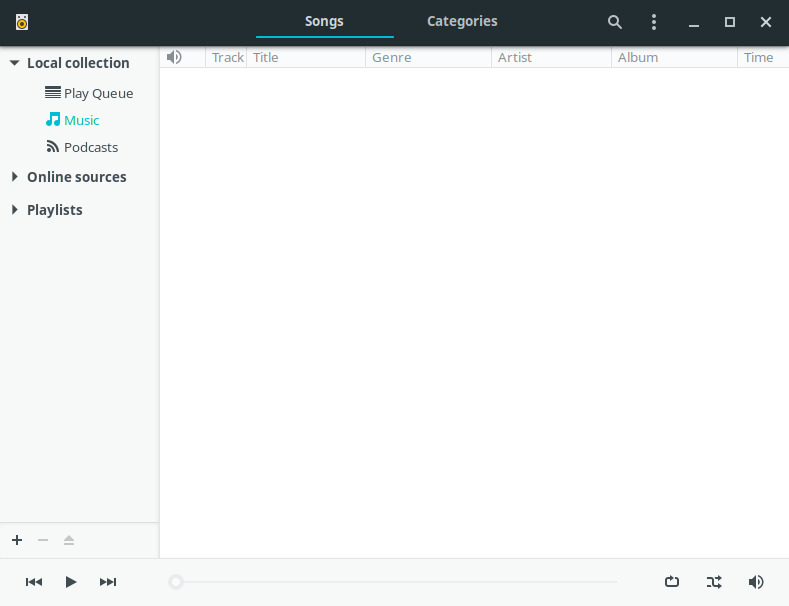 Songs Categories
Local collection
Track Title Genre Artist Album Time
Play Queue
Music
Podcasts
Online sources
Playlists